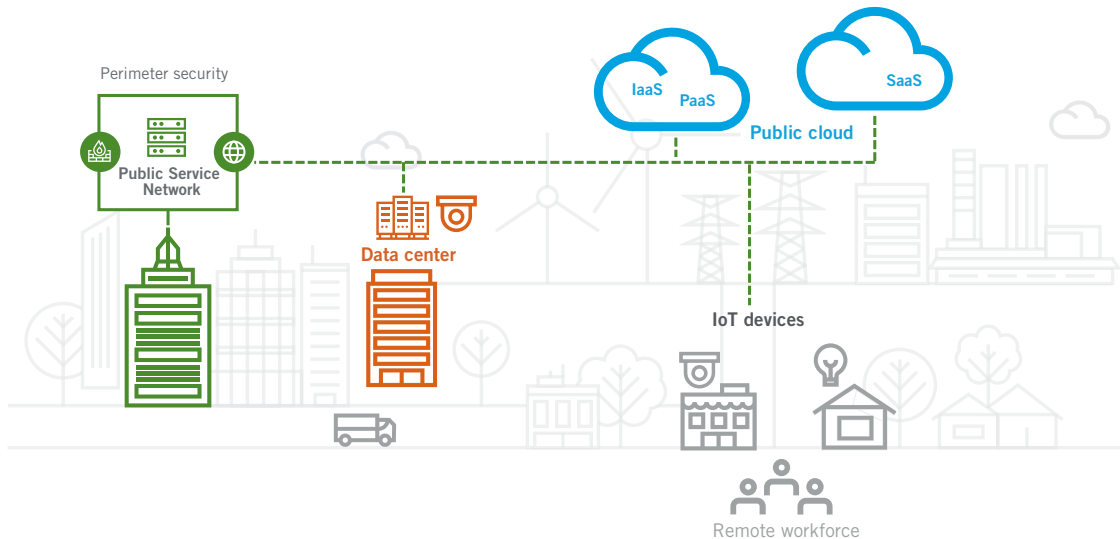 Perimeter security
Public Service
Network
IaaS
PaaS
SaaS
Public cloud
Data center
IoT devices
Remote workforce